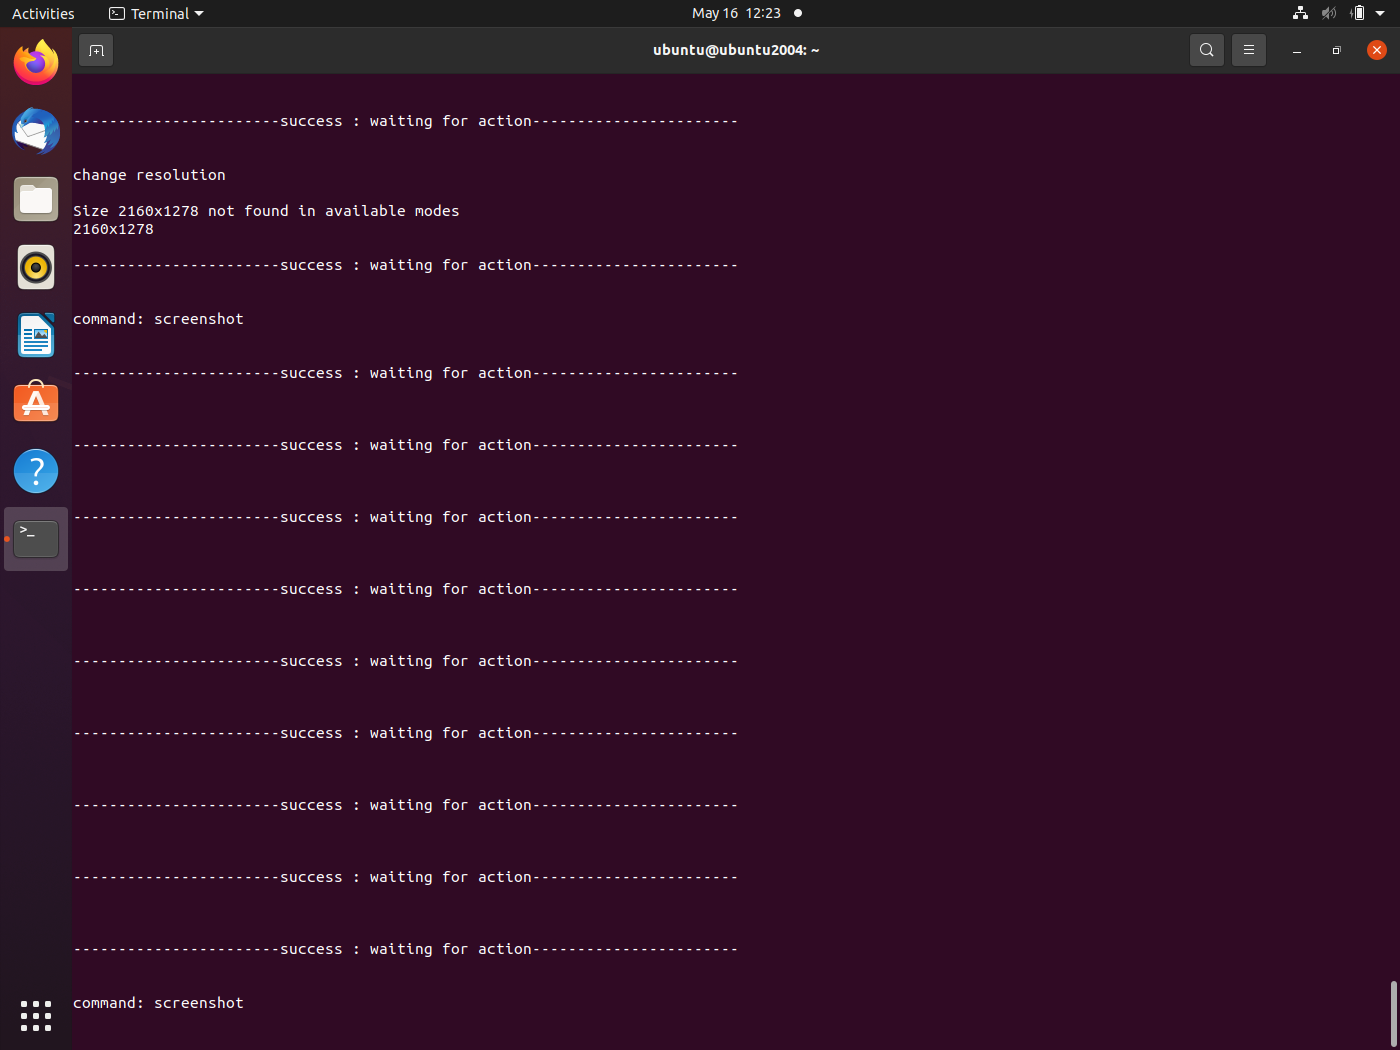 Activities
Terminal
May 16 12:23
ubuntu@ubuntu2004: ~
-----------------------success : waiting for action-----------------------
change resolution
Size 2160x1278 not found in available modes
2160x1278
-----------------------success : waiting for action-----------------------
command: screenshot
-----------------------success : waiting for action-----------------------
-----------------------success : waiting for action-----------------------
-----------------------success : waiting for action-----------------------
-----------------------success : waiting for action-----------------------
-----------------------success : waiting for action-----------------------
-----------------------success : waiting for action-----------------------
-----------------------success : waiting for action-----------------------
-----------------------success : waiting for action-----------------------
-----------------------success : waiting for action-----------------------
command: screenshot